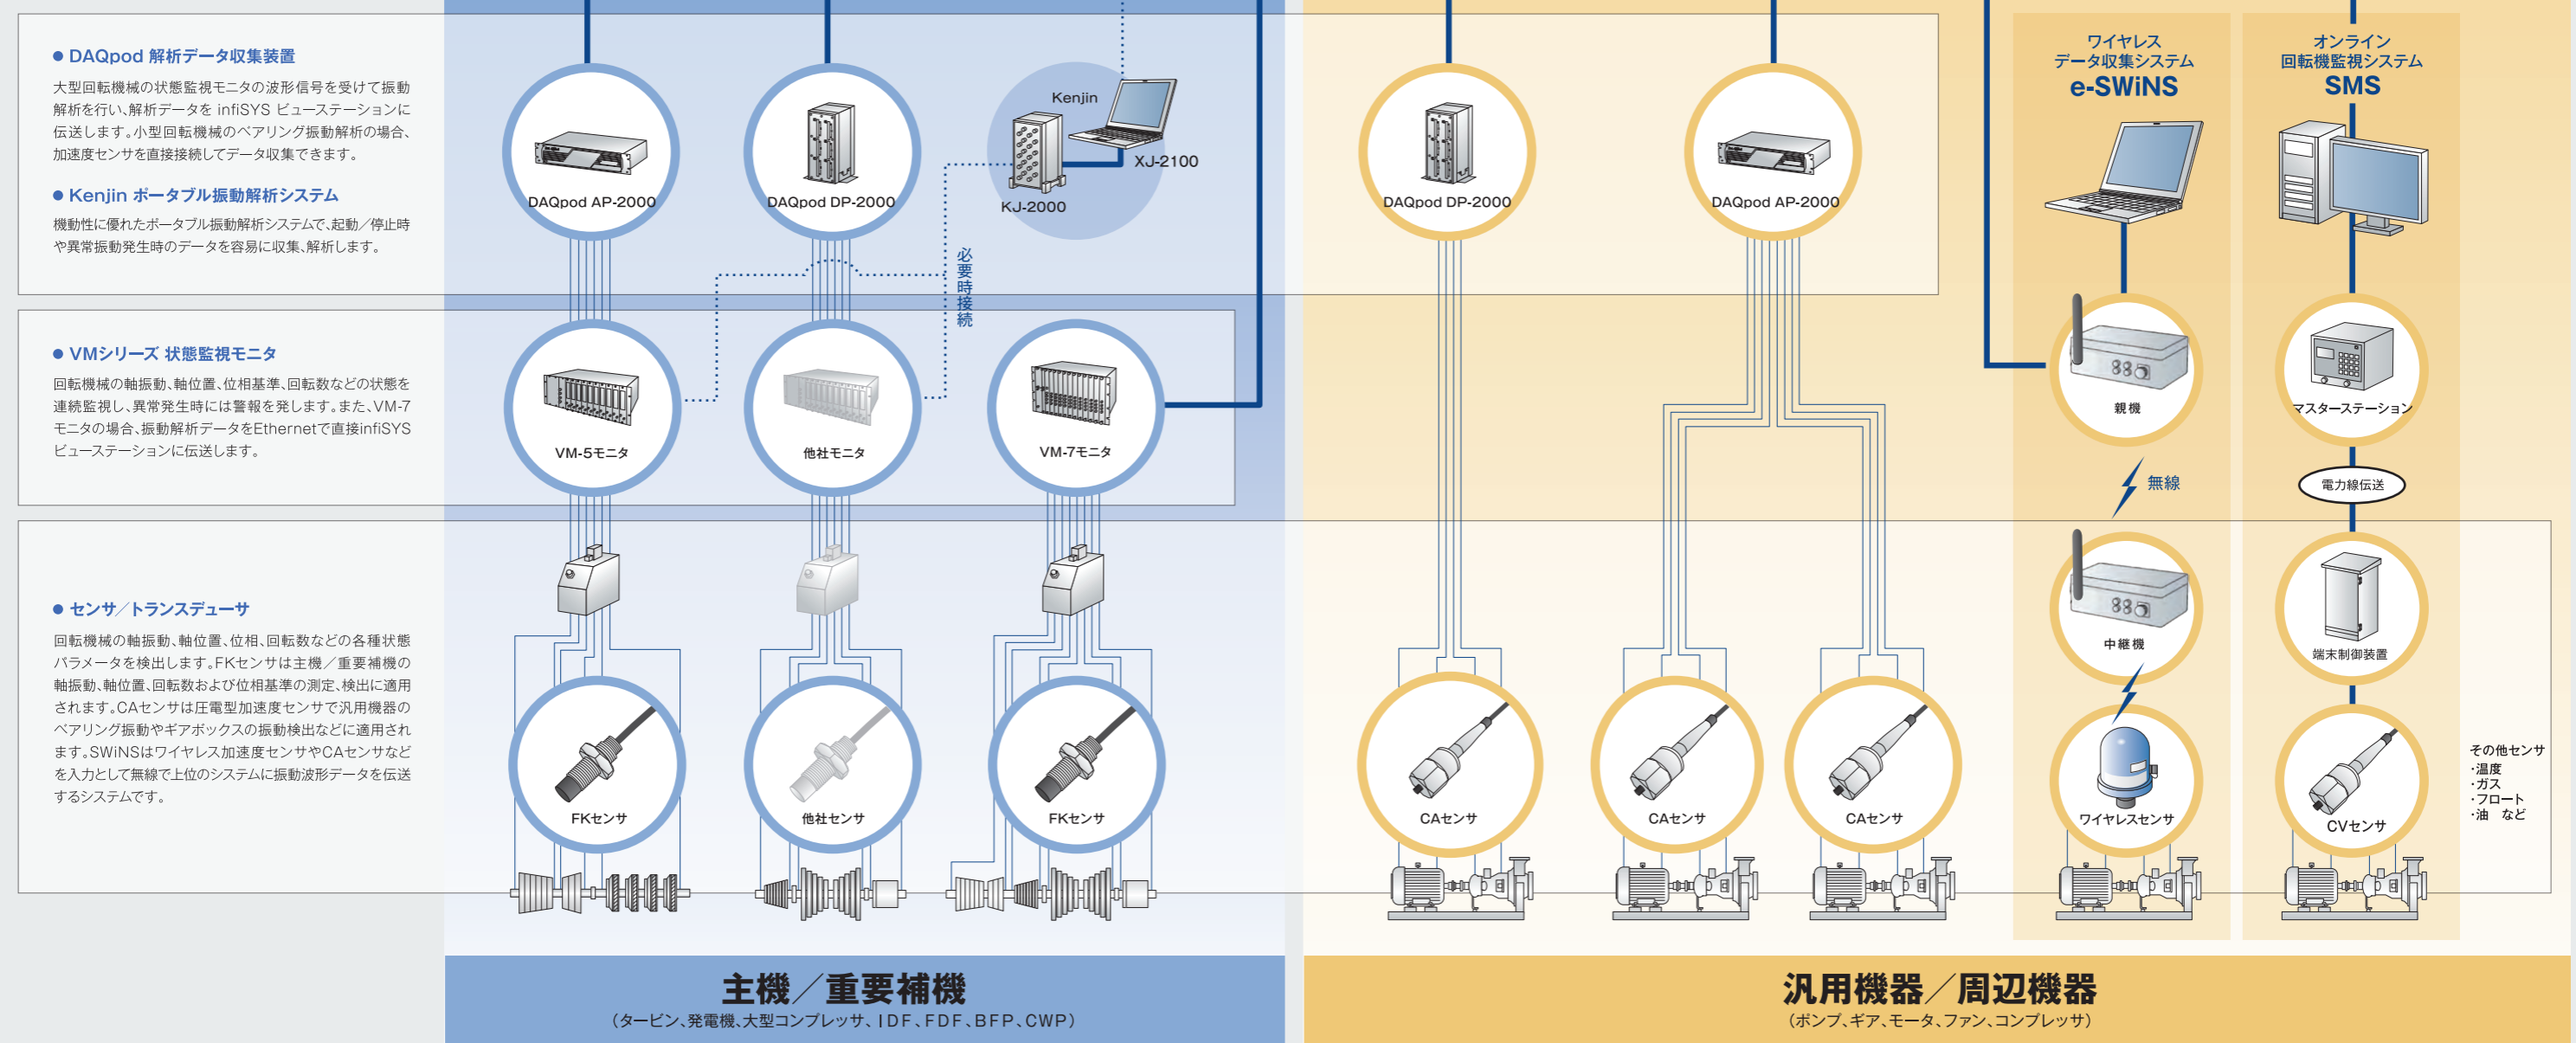 ● DAQpod 解析データ収集装置
大型回転機械の状態監視モニタの波形信号を受けて振動
解析を行い、解析データを infiSYS ビューステーションに
伝送します。小型回転機械のベアリング振動解析の場合、
加速度センサを直接接続してデータ収集できます。
● Kenjin ポータブル振動解析システム
機動性に優れたポータブル振動解析システムで、起動／停止時
や異常振動発生時のデータを容易に収集、解析します。
● VMシリーズ 状態監視モニタ
回転機械の軸振動、軸位置、位相基準、回転数などの状態を
連続監視し、異常発生時には警報を発します。また、VM-7
モニタの場合、振動解析データをEthernetで直接infiSYS
ビューステーションに伝送します。
● センサ／トランスデューサ
回転機械の軸振動、軸位置、位相、回転数などの各種状態
パラメータを検出します。FKセンサは主機／重要補機の
軸振動、軸位置、回転数および位相基準の測定、検出に適用
されます。CAセンサは圧電型加速度センサで汎用機器の
ベアリング振動やギアボックスの振動検出などに適用され
ます。SWiNSはワイヤレス加速度センサやCAセンサなど
を入力として無線で上位のシステムに振動波形データを伝送
するシステムです。
DAQpod AP-2000
DAQpod DP-2000
Kenjin
XJ-2100
KJ-2000
必要時接続
DAQpod DP-2000
DAQpod AP-2000
ワイヤレス
データ収集システム
e-SWiNS
オンライン
回転機監視システム
SMS
VM-5モニタ
他社モニタ
VM-7モニタ
親機
マスターステーション
無線
電力線伝送
中継機
端末制御装置
FKセンサ
他社センサ
FKセンサ
CAセンサ
CAセンサ
CAセンサ
ワイヤレスセンサ
CVセンサ
その他センサ
・温度
・ガス
・フロート
・油 など
主機／重要補機
（タービン、発電機、大型コンプレッサ、IDF、FDF、BFP、CWP）
汎用機器／周辺機器
（ポンプ、ギア、モータ、ファン、コンプレッサ）